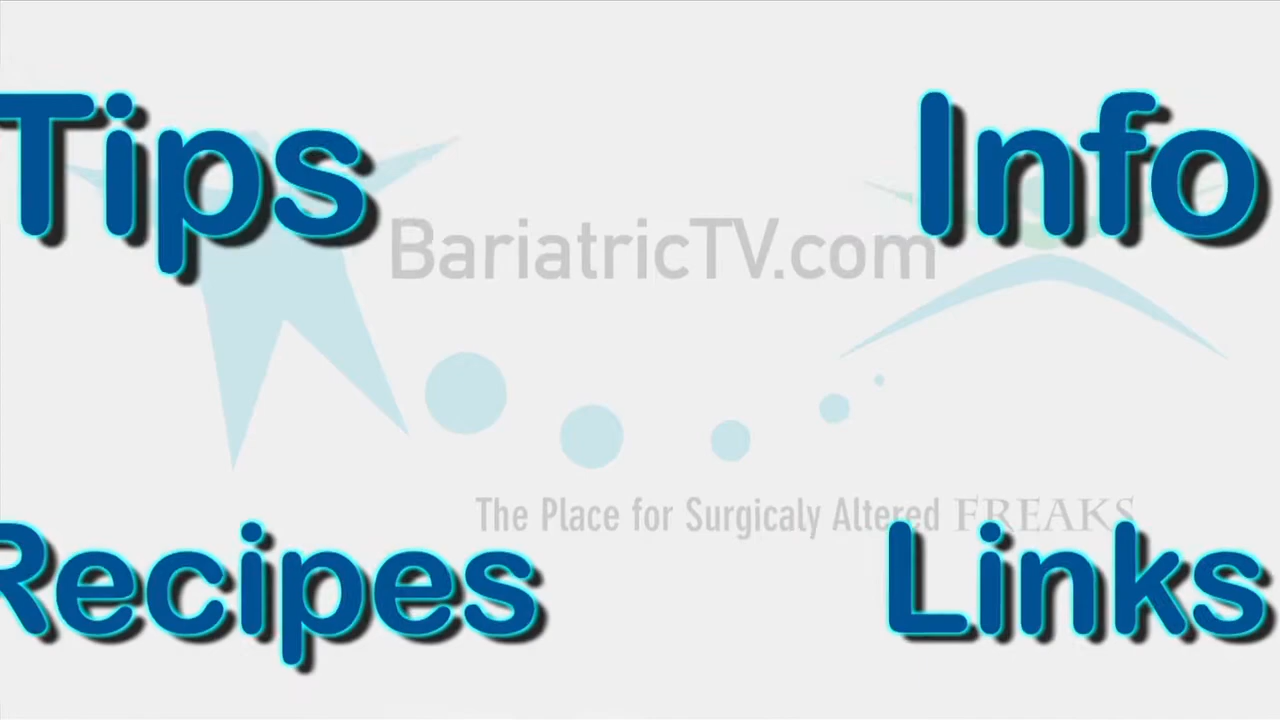 Tips
Info
BariatricTV.com
The Place for Surgicaly Altered FREAKS
Recipes
Links